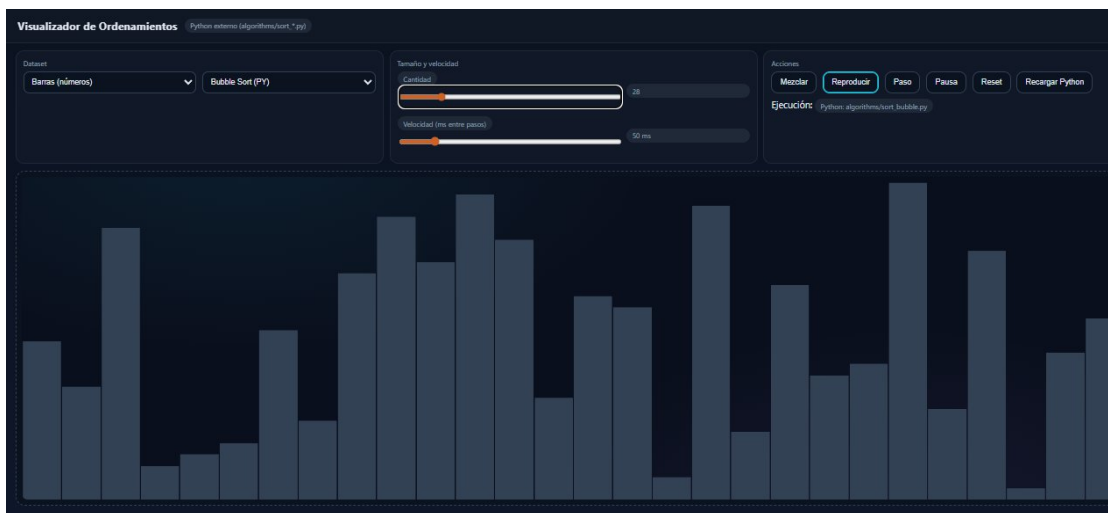 Visualizador de Ordenamientos Python externo (algorithms/sort_*.py)
Dataset
Barras (números) Bubble Sort (PY)
Tamaño y velocidad
Cantidad
28
Velocidad (ms entre pasos)
50 ms
Acciones
Mezclar Reproducir Paso Pausa Reset Recargar Python
Ejecución: Python: algorithms/sort_bubble.py